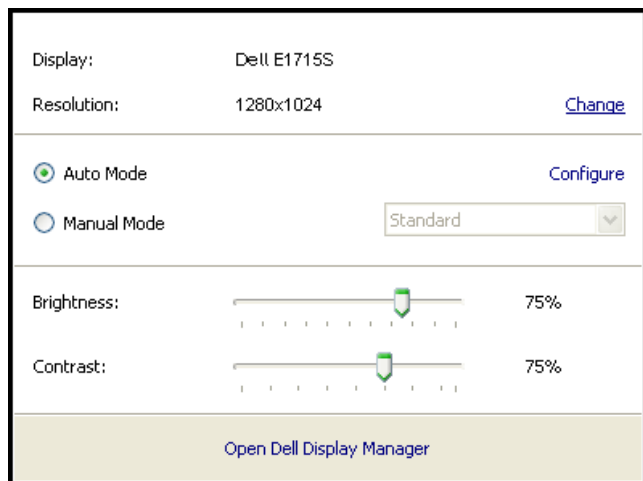 Display: Dell E1715S
Resolution: 1280x1024 Change
Auto Mode Configure
Manual Mode Standard
Brightness: 75%
Contrast: 75%
Open Dell Display Manager